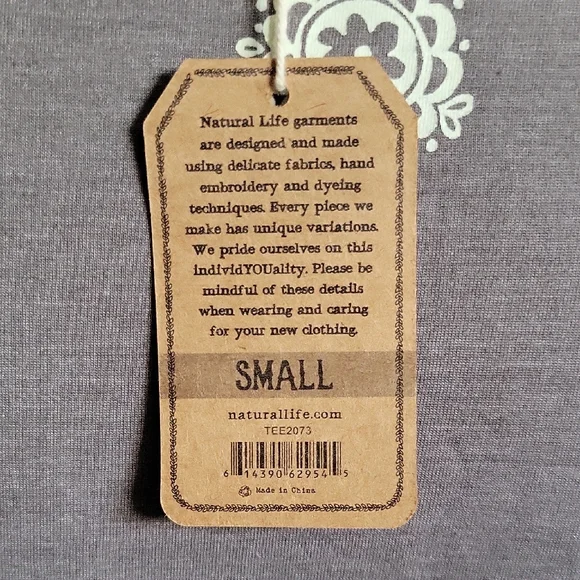 Natural Life garments
are designed and made
using delicate fabrics, hand
embroidery and dyeing
techniques. Every piece we
make has unique variations.
We pride ourselves on this
individYOUality. Please be
mindful of these details
when wearing and caring
for your new clothing.
SMALL
naturallife.com
TEE2073
6 14390 62954 5
Made in China